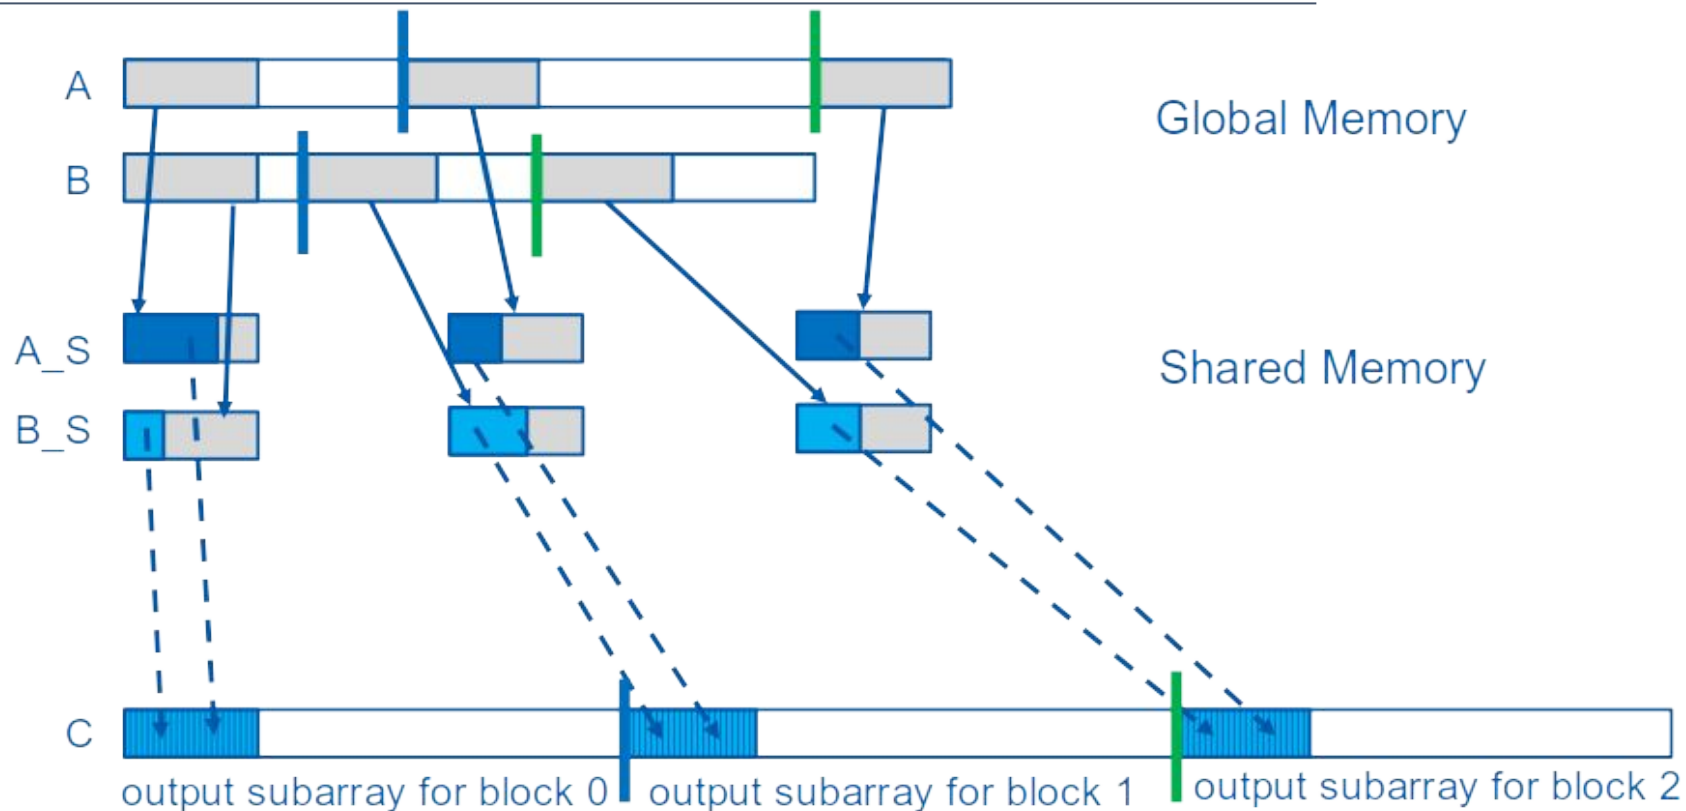 A
Global Memory
B
A_S
Shared Memory
B_S
C
output subarray for block 0
output subarray for block 1
output subarray for block 2